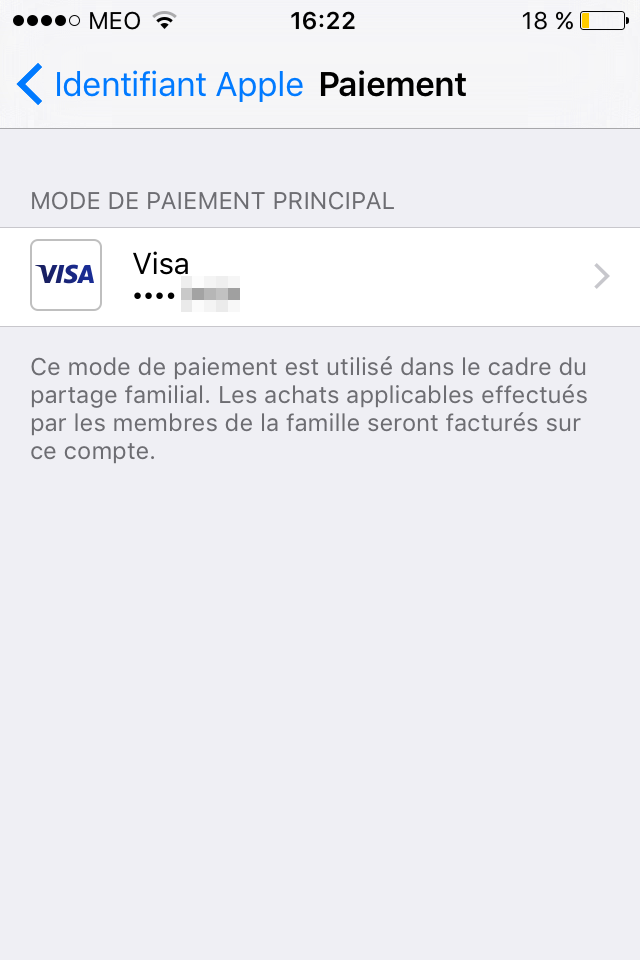 MEO 16:22 18 %
Identifiant Apple Paiement
MODE DE PAIEMENT PRINCIPAL
VISA Visa
••••
Ce mode de paiement est utilisé dans le cadre du
partage familial. Les achats applicables effectués
par les membres de la famille seront facturés sur
ce compte.